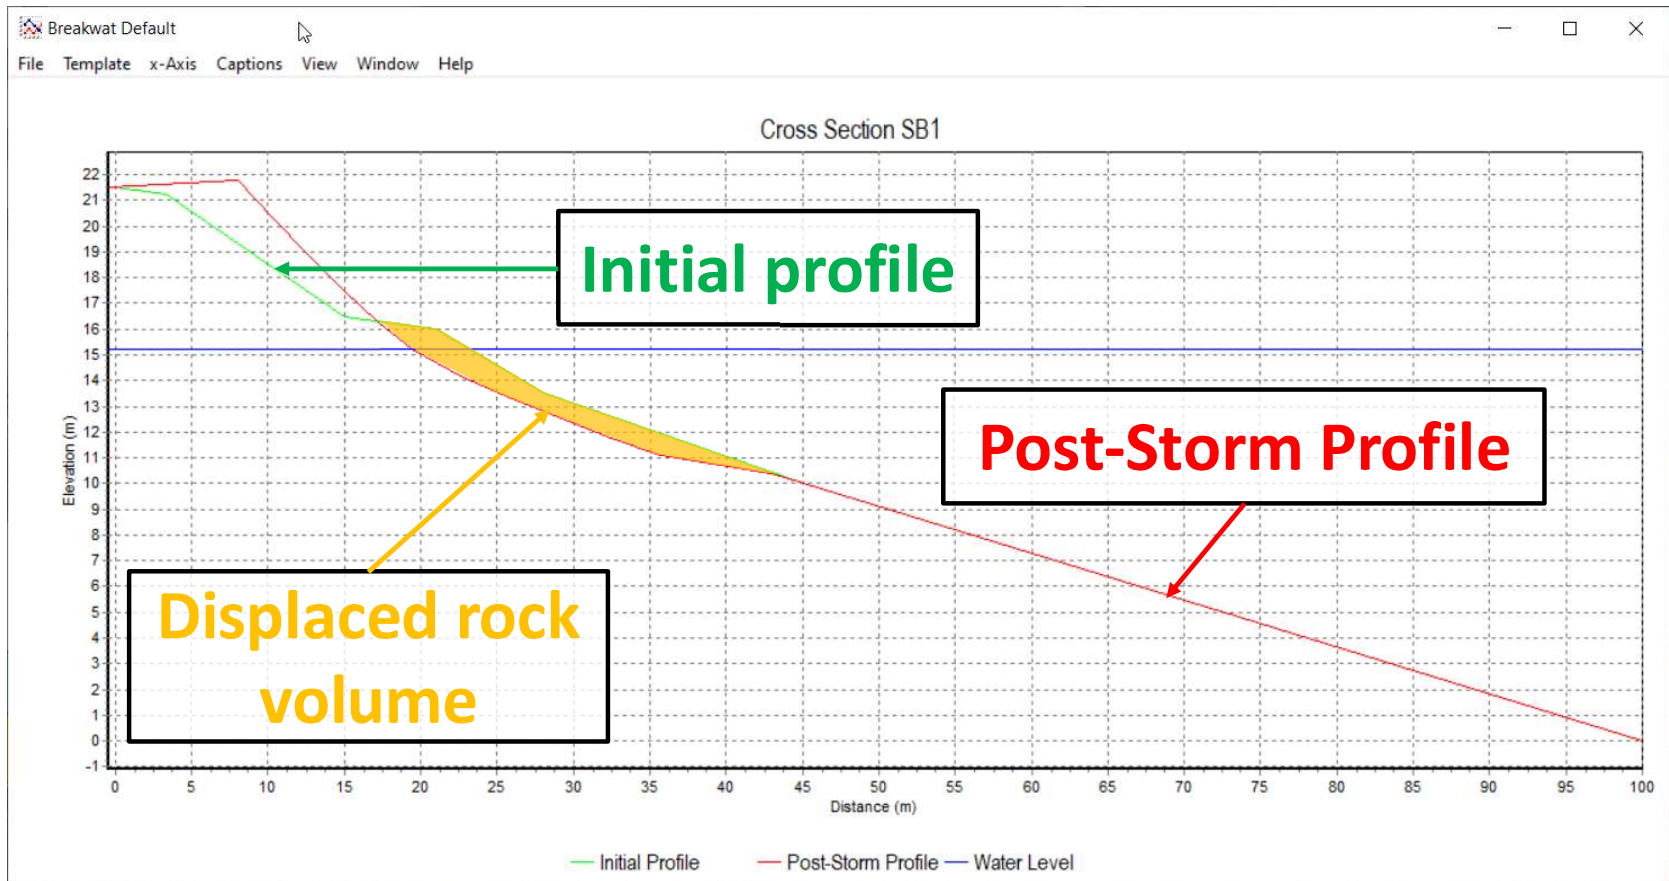 Breakwat Default
File Template x-Axis Captions View Window Help
Cross Section SB1
22
21
20
19
18
17
16
15
14
13
12
11
10
9
8
7
6
5
4
3
2
1
0
-1
Elevation (m)
Initial profile
Post-Storm Profile
Displaced rock
volume
0 5 10 15 20 25 30 35 40 45 50 55 60 65 70 75 80 85 90 95 100
Distance (m)
Initial Profile Post-Storm Profile Water Level